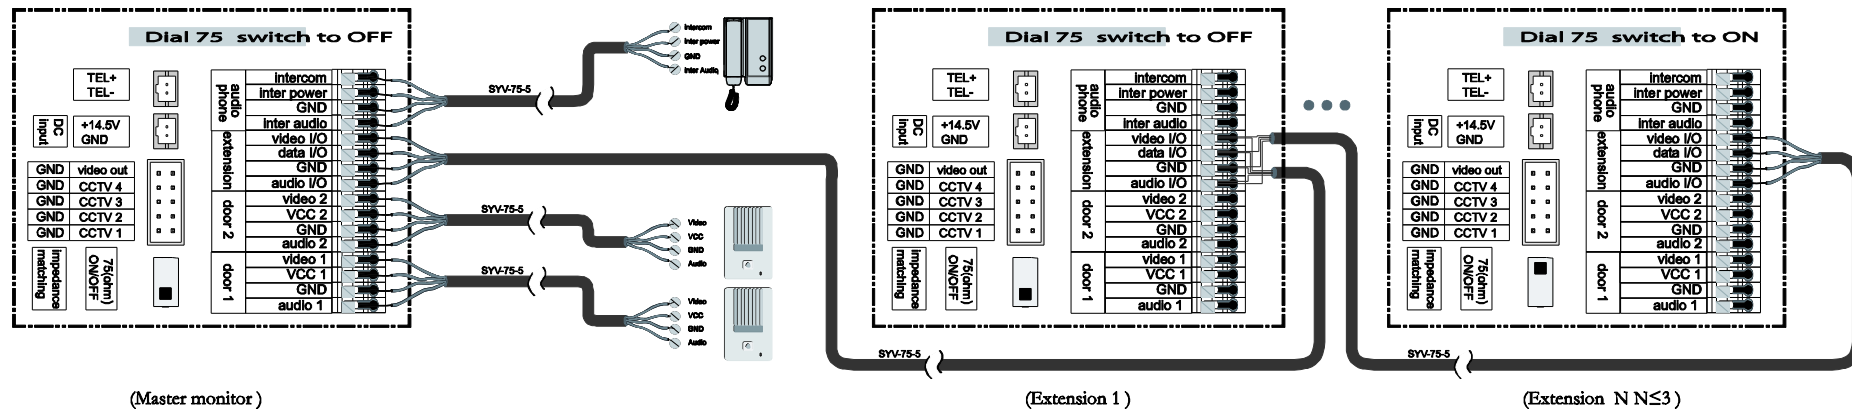 Dial 75 switch to OFF
TEL+
TEL-
DC input
+14.5V
GND
GND video out
GND CCTV 4
GND CCTV 3
GND CCTV 2
GND CCTV 1
Impedance matching
75(ohm) ON/OFF
audio phone
intercom
inter power
GND
inter audio
extension
video I/O
data I/O
GND
audio I/O
door 2
video 2
VCC 2
GND
audio 2
door 1
video 1
VCC 1
GND
audio 1
SYV-75-5
Intercom
Inter power
GND
Inter Audio
SYV-75-5
Video
VCC
GND
Audio
SYV-75-5
Video
VCC
GND
Audio
(Master monitor)
Dial 75 switch to OFF
TEL+
TEL-
DC input
+14.5V
GND
GND video out
GND CCTV 4
GND CCTV 3
GND CCTV 2
GND CCTV 1
Impedance matching
75(ohm) ON/OFF
audio phone
intercom
inter power
GND
inter audio
extension
video I/O
data I/O
GND
audio I/O
door 2
video 2
VCC 2
GND
audio 2
door 1
video 1
VCC 1
GND
audio 1
SYV-75-5
(Extension 1)
Dial 75 switch to ON
TEL+
TEL-
DC input
+14.5V
GND
GND video out
GND CCTV 4
GND CCTV 3
GND CCTV 2
GND CCTV 1
Impedance matching
75(ohm) ON/OFF
audio phone
intercom
inter power
GND
inter audio
extension
video I/O
data I/O
GND
audio I/O
door 2
video 2
VCC 2
GND
audio 2
door 1
video 1
VCC 1
GND
audio 1
SYV-75-5
(Extension N N≤3)